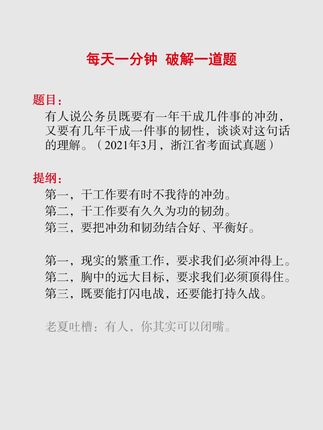 每天一分钟 破解一道题
题目：
有人说公务员既要有一年干成几件事的冲劲，
又要有几年干成一件事的韧性，谈谈对这句话
的理解。（2021年3月，浙江省考面试真题）
提纲：
第一，干工作要有时不我待的冲劲。
第二，干工作要有久久为功的韧劲。
第三，要把冲劲和韧劲结合好、平衡好。
第一，现实的繁重工作，要求我们必须冲得上。
第二，胸中的远大目标，要求我们必须顶得住。
第三，既要能打闪电战，还要能打持久战。
老夏吐槽：有人，你其实可以闭嘴。